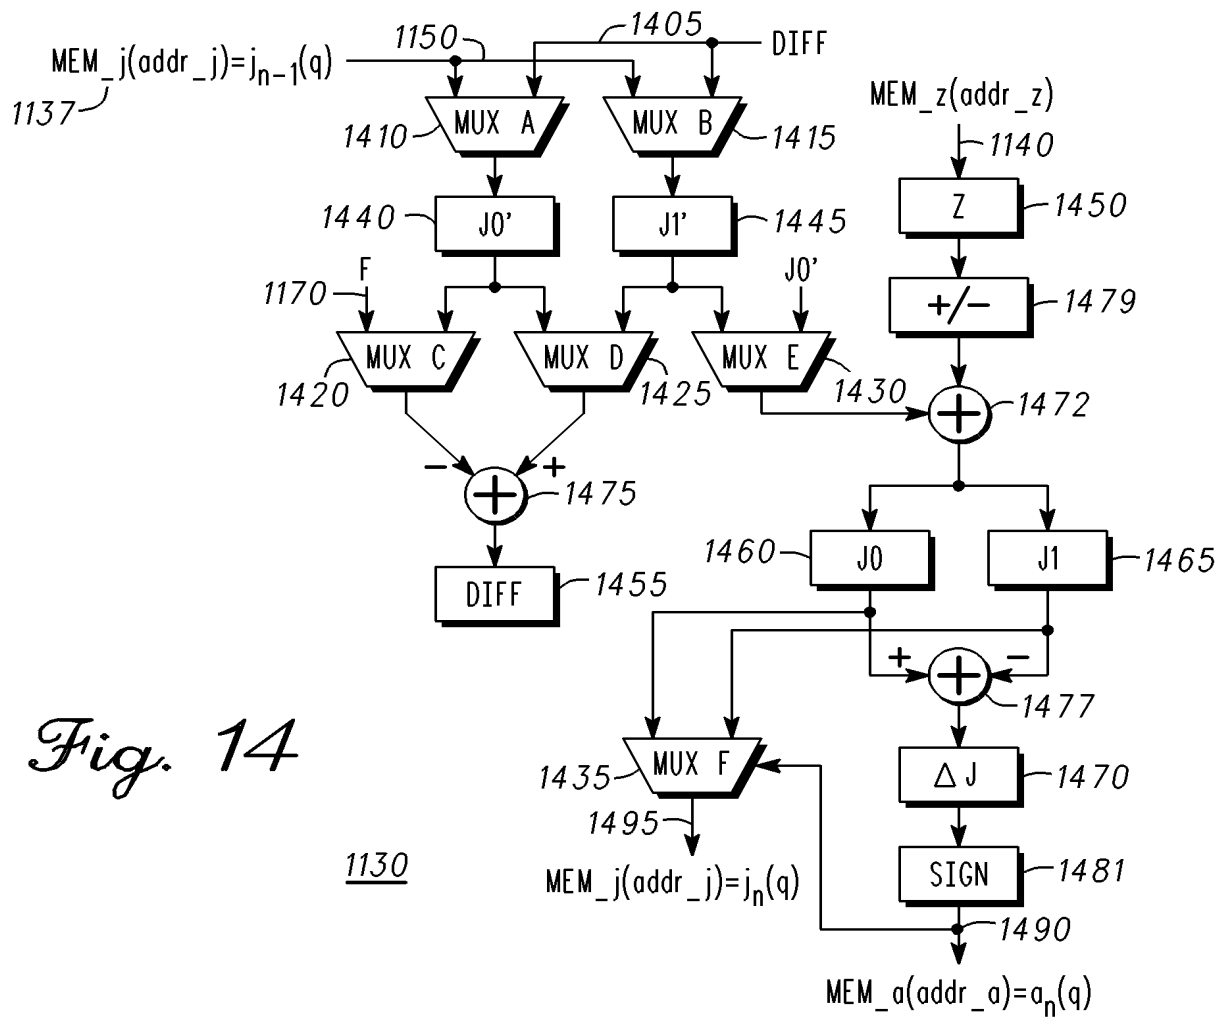 1405
1150
DIFF
MEM_j(addr_j)=jn-1(q)
1137
MEM_z(addr_z)
MUX A
MUX B
1410
1415
1140
1440
J0'
J1'
1445
Z
1450
F
J0'
1170
+/-
1479
MUX C
MUX D
MUX E
1420
1425
1430
+
1472
-
+
+
1475
1460
J0
J1
1465
DIFF
1455
+
-
+
1477
Fig. 14
MUX F
1435
ΔJ
1470
1495
1130
MEM_j(addr_j)=jn(q)
SIGN
1481
1490
MEM_a(addr_a)=an(q)